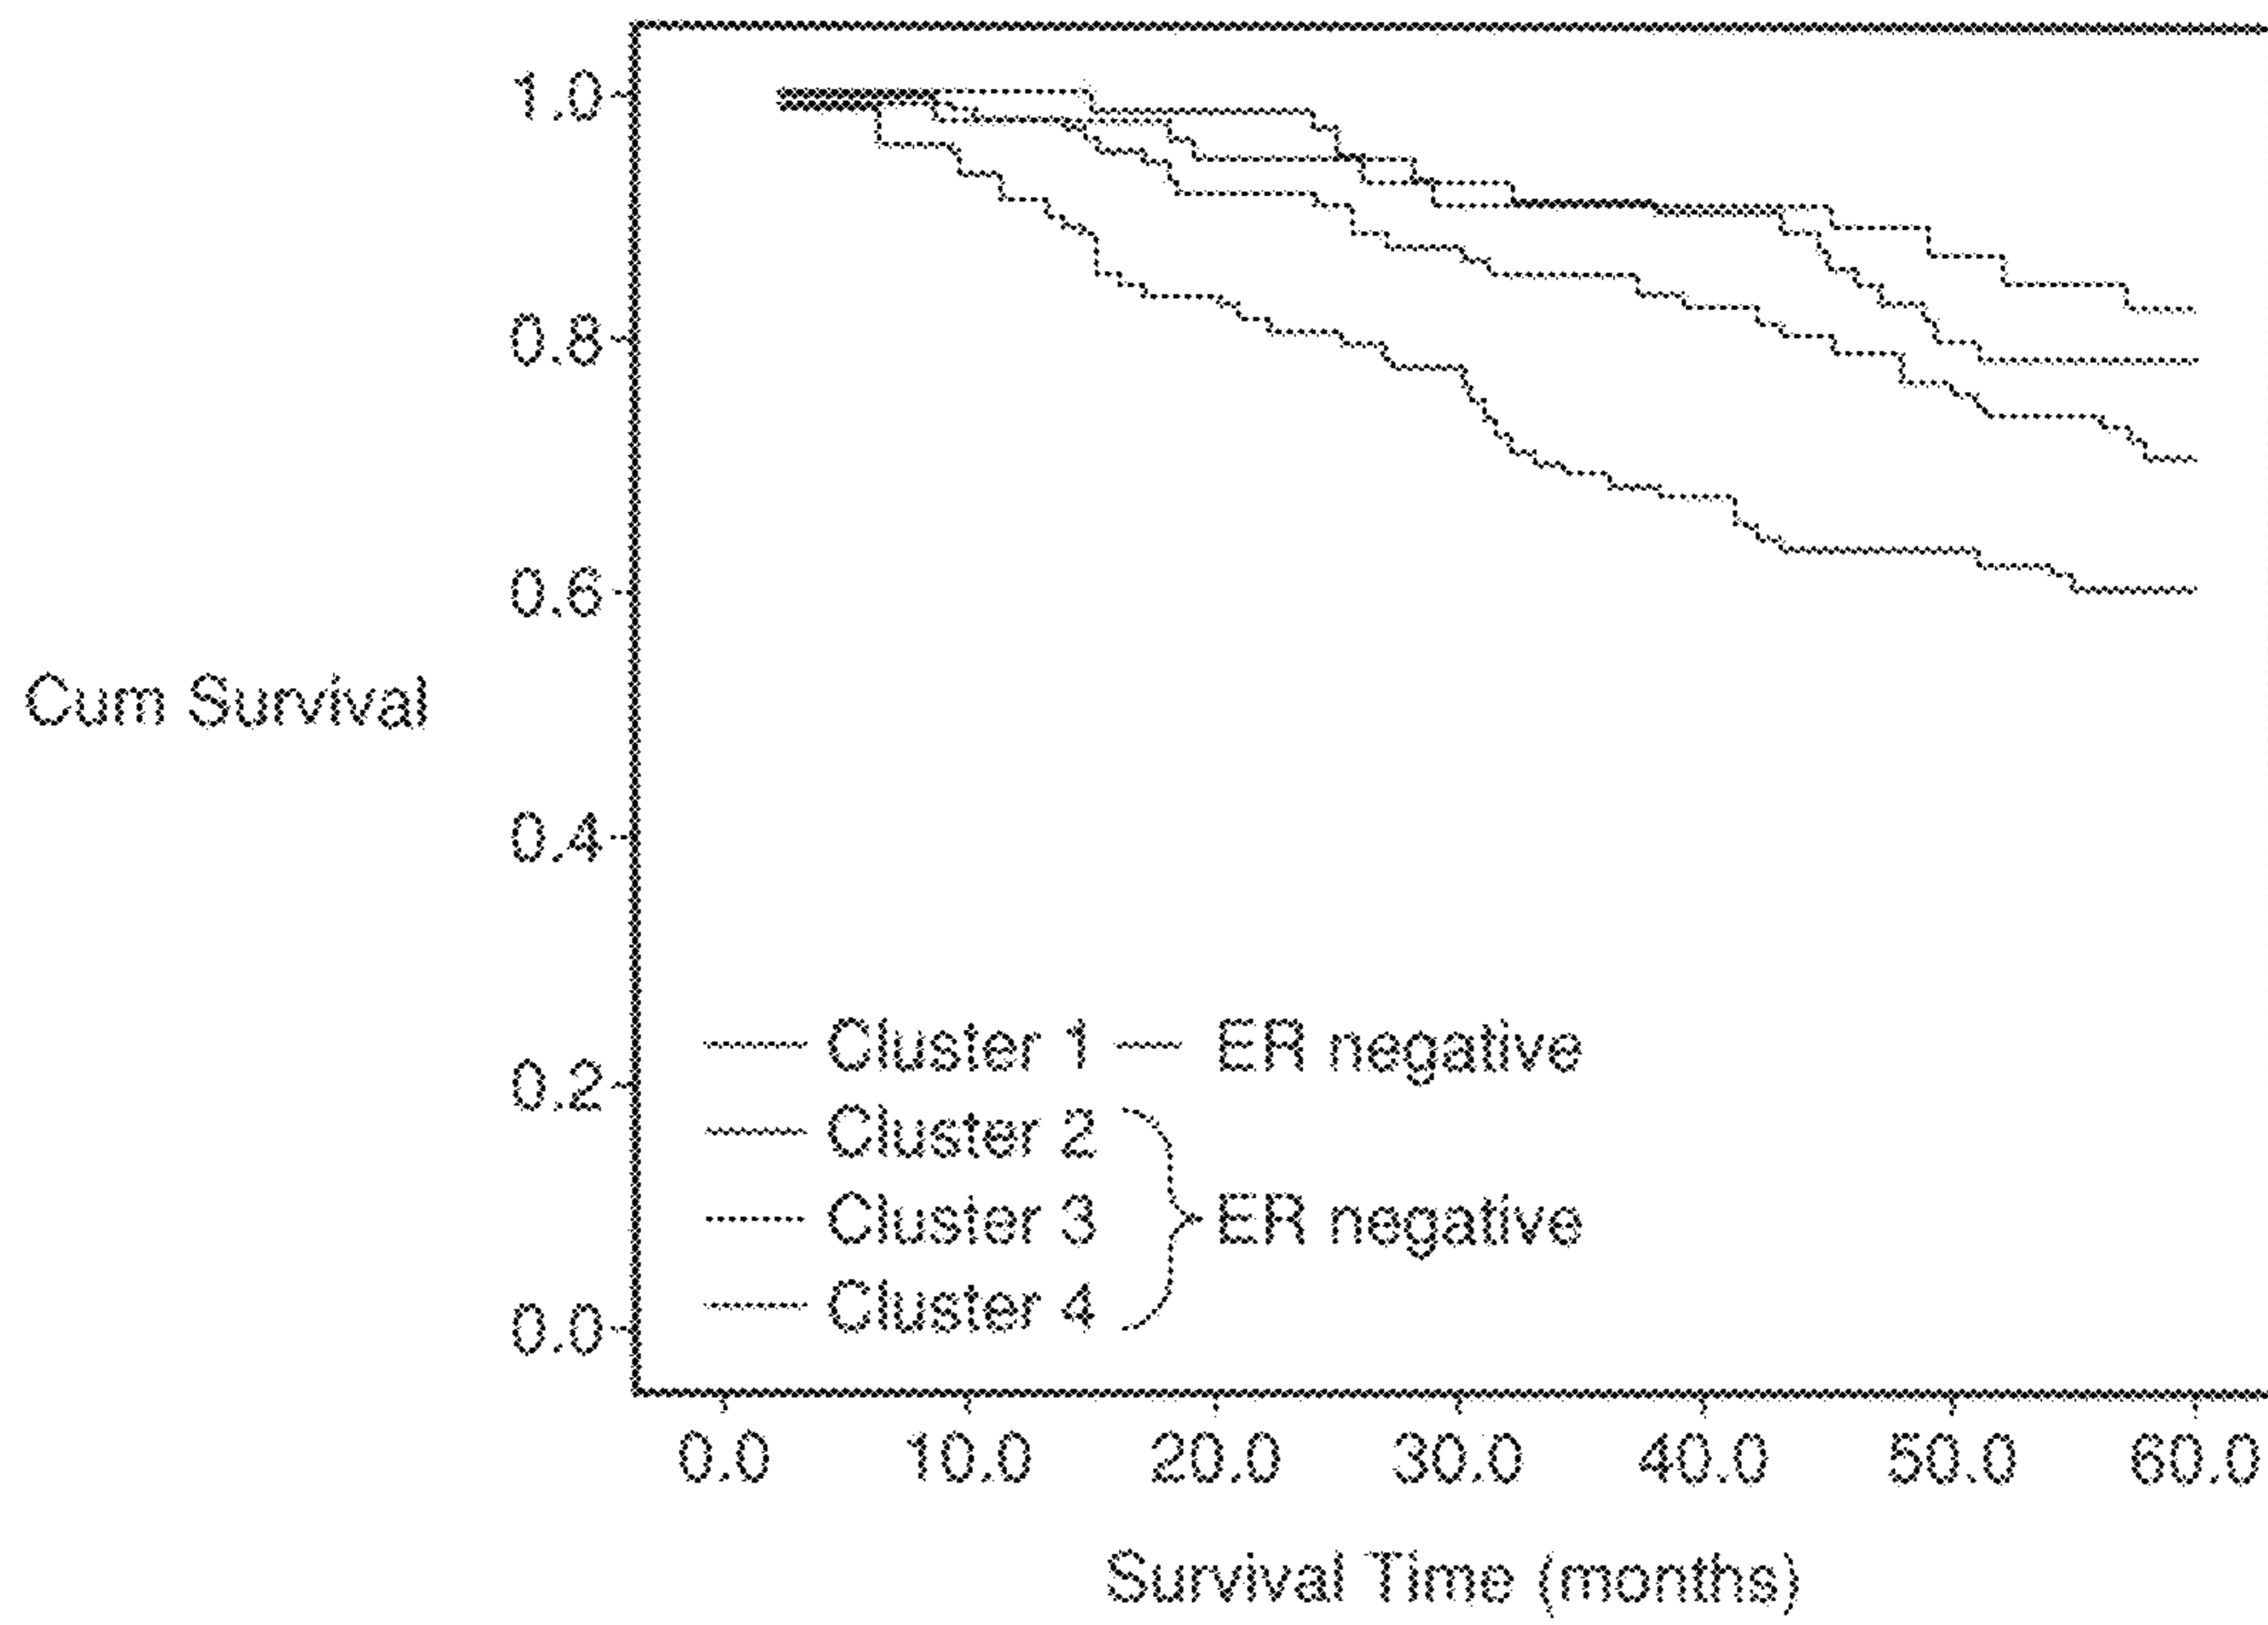 1.0
0.8
0.6
Cum Survival
0.4
0.2
0.0
Cluster 1 ER negative
Cluster 2
Cluster 3 ER negative
Cluster 4
0.0 10.0 20.0 30.0 40.0 50.0 60.0
Survival Time (months)